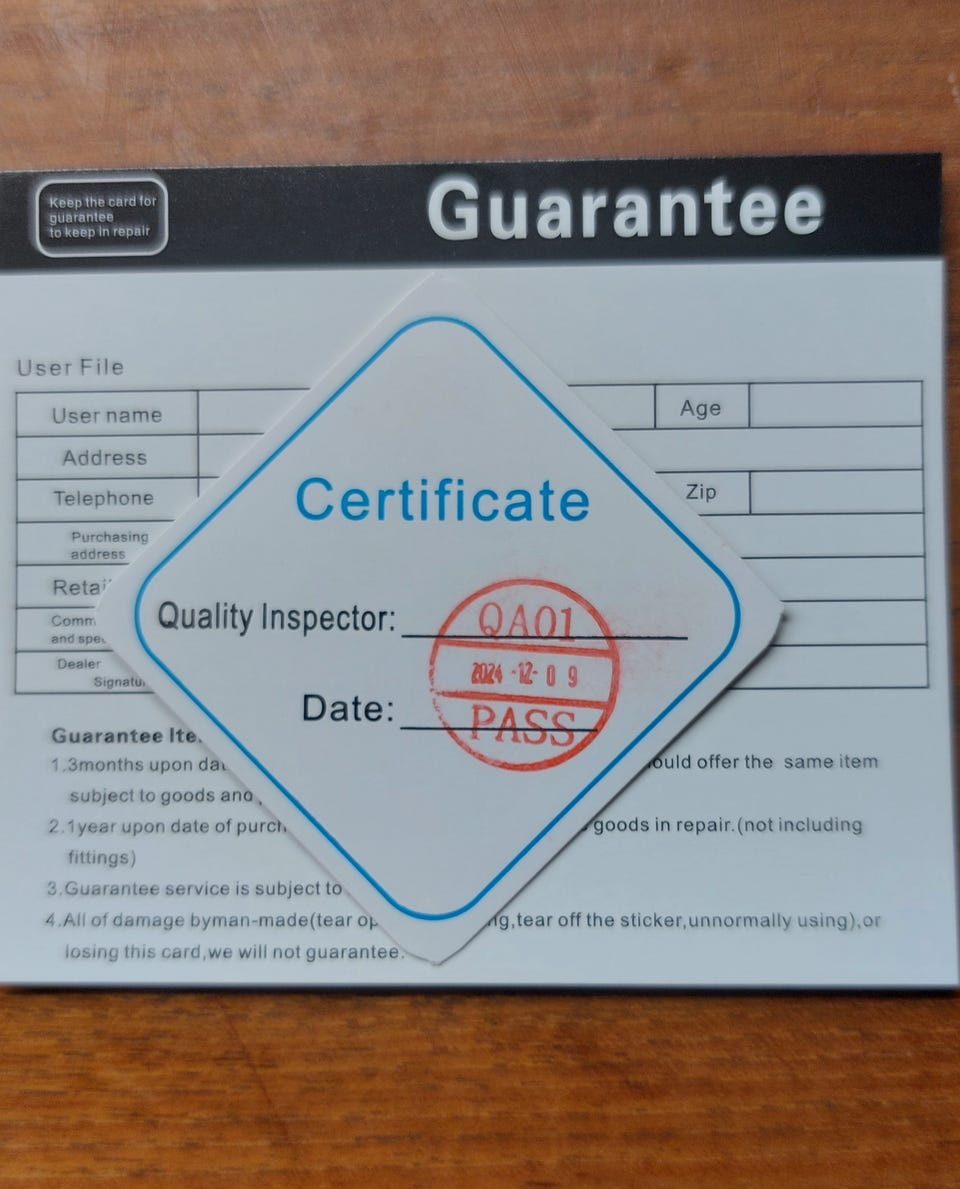 Keep the card for
guarantee
to keep in repair
Guarantee
User File
User name
Age
Address
Telephone
Zip
Purchasing
address
Certificate
Quality Inspector:
QA01
2024-12-09
Date:
PASS
and
Dealer
Guarantee
1.3months upon offer the same item
subject to goods and
2.1year upon date of goods in repair.(not including
fittings)
3.Guarantee service is subject to
4.All of damage byman-made(tear tear off the sticker,unnormally using),or
losing this card,we will not guarantee.